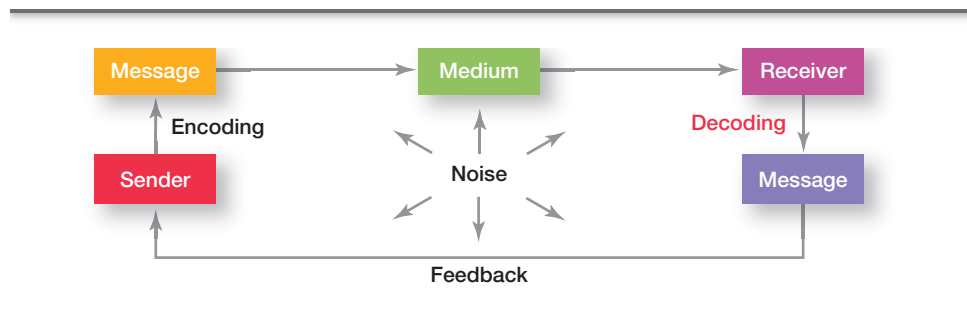 Message
Medium
Receiver
Encoding
Decoding
Sender
Noise
Message
Feedback